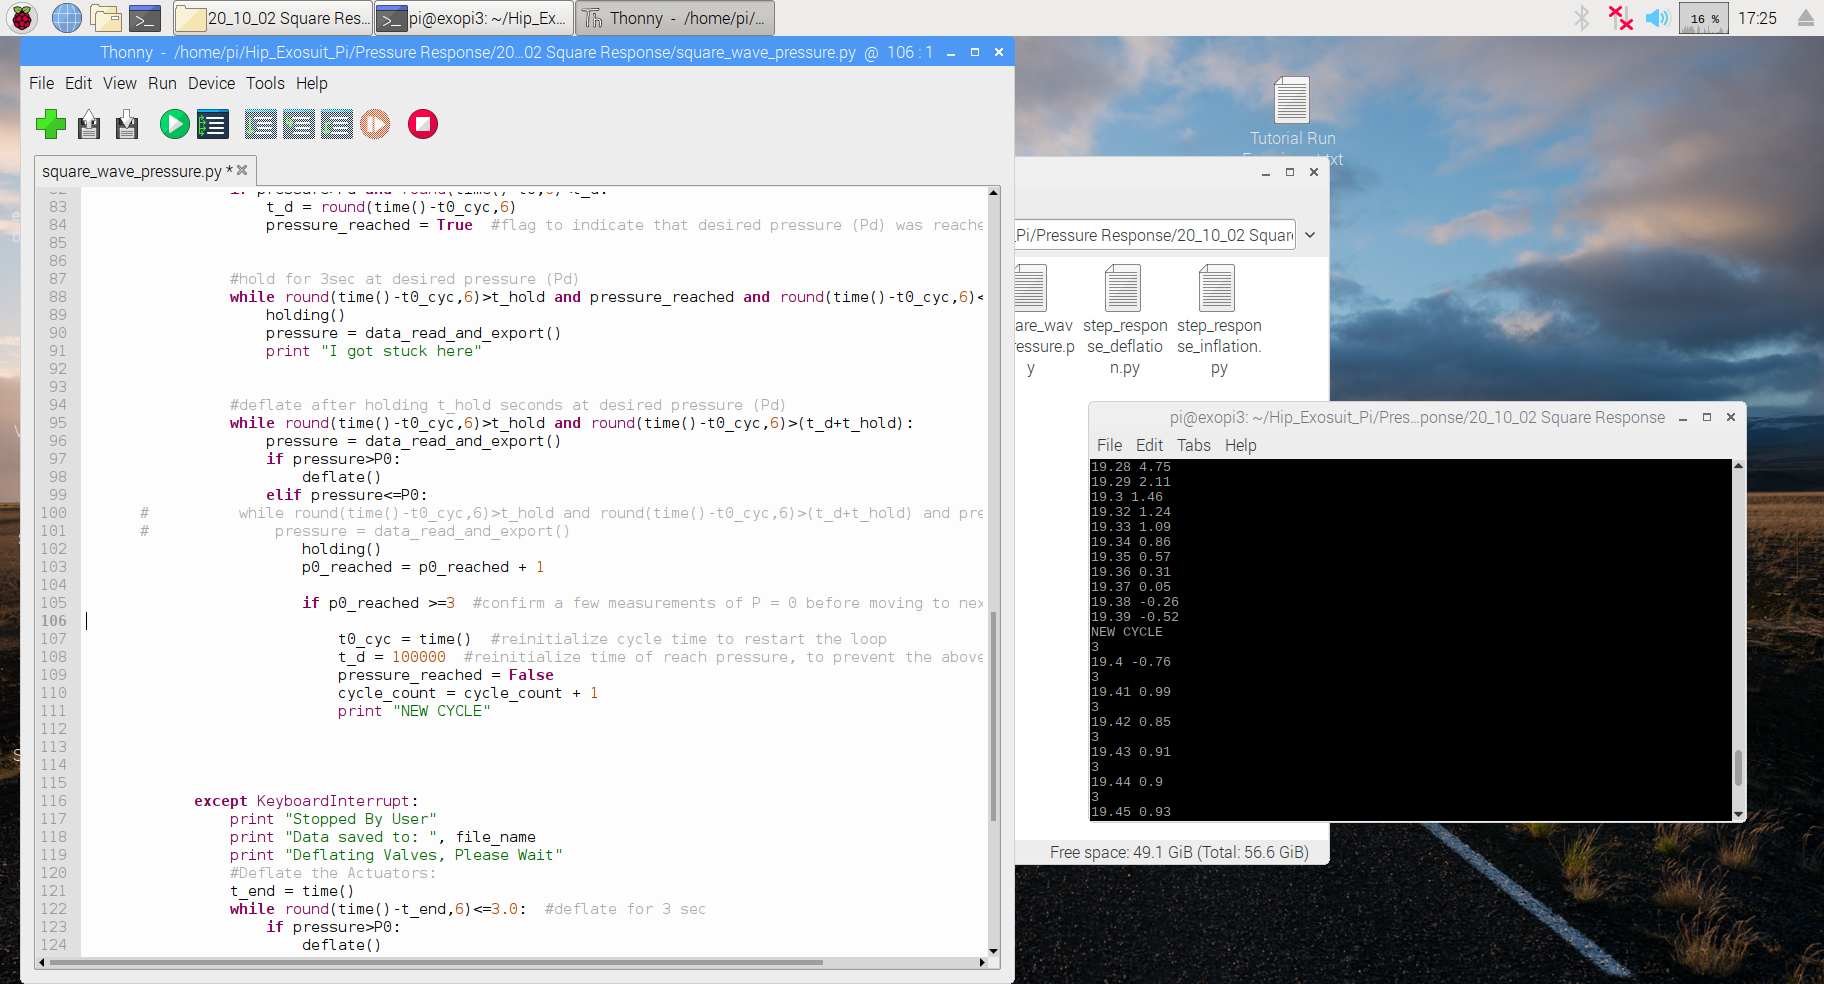 20_10_02 Square Res...
pi@exopi3: ~/Hip_Ex...
Thonny - /home/pi/...
16 %
17:25
Thonny - /home/pi/Hip_Exosuit_Pi/Pressure Response/20...02 Square Response/square_wave_pressure.py @ 106 : 1
File Edit View Run Device Tools Help
square_wave_pressure.py *
83 t_d = round(time()-t0_cyc,6)
84 pressure_reached = True #flag to indicate that desired pressure (Pd) was reache
85
86
87 #hold for 3sec at desired pressure (Pd)
88 while round(time()-t0_cyc,6)>t_hold and pressure_reached and round(time()-t0_cyc,6)<
89 holding()
90 pressure = data_read_and_export()
91 print "I got stuck here"
92
93
94 #deflate after holding t_hold seconds at desired pressure (Pd)
95 while round(time()-t0_cyc,6)>t_hold and round(time()-t0_cyc,6)>(t_d+t_hold):
96 pressure = data_read_and_export()
97 if pressure>P0:
98 deflate()
99 elif pressure<=P0:
100 # while round(time()-t0_cyc,6)>t_hold and round(time()-t0_cyc,6)>(t_d+t_hold) and pre
101 # pressure = data_read_and_export()
102 holding()
103 p0_reached = p0_reached + 1
104
105 if p0_reached >=3 #confirm a few measurements of P = 0 before moving to nex
106
107 t0_cyc = time() #reinitialize cycle time to restart the loop
108 t_d = 100000 #reinitialize time of reach pressure, to prevent the above
109 pressure_reached = False
110 cycle_count = cycle_count + 1
111 print "NEW CYCLE"
112
113
114
115
116 except KeyboardInterrupt:
117 print "Stopped By User"
118 print "Data saved to: ", file_name
119 print "Deflating Valves, Please Wait"
120 #Deflate the Actuators:
121 t_end = time()
122 while round(time()-t_end,6)<=3.0: #deflate for 3 sec
123 if pressure>P0:
124 deflate()
Tutorial Run
_Pi/Pressure Response/20_10_02 Squar
are_wav
ressure.p
y
step_respon
se_deflatio
n.py
step_respon
se_inflation.
py
Free space: 49.1 GiB (Total: 56.6 GiB)
pi@exopi3: ~/Hip_Exosuit_Pi/Pres...ponse/20_10_02 Square Response
File Edit Tabs Help
19.28 4.75
19.29 2.11
19.3 1.46
19.32 1.24
19.33 1.09
19.34 0.86
19.35 0.57
19.36 0.31
19.37 0.05
19.38 -0.26
19.39 -0.52
NEW CYCLE
3
19.4 -0.76
3
19.41 0.99
3
19.42 0.85
3
19.43 0.91
3
19.44 0.9
3
19.45 0.93